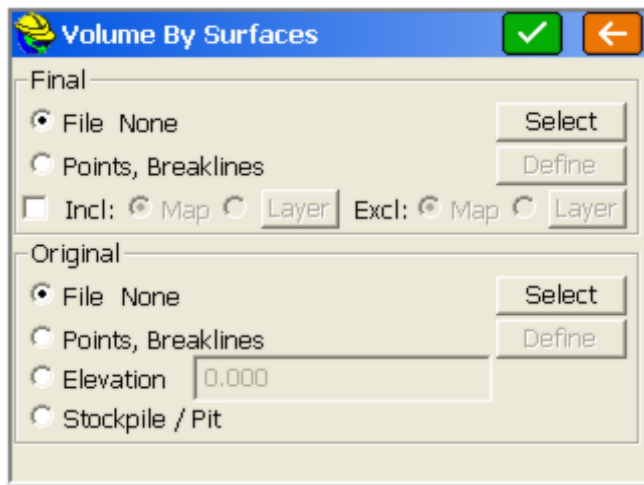 Volume By Surfaces
Final
File None
Select
Points, Breaklines
Define
Incl: Map Layer Excl: Map Layer
Original
File None
Select
Points, Breaklines
Define
Elevation 0.000
Stockpile / Pit